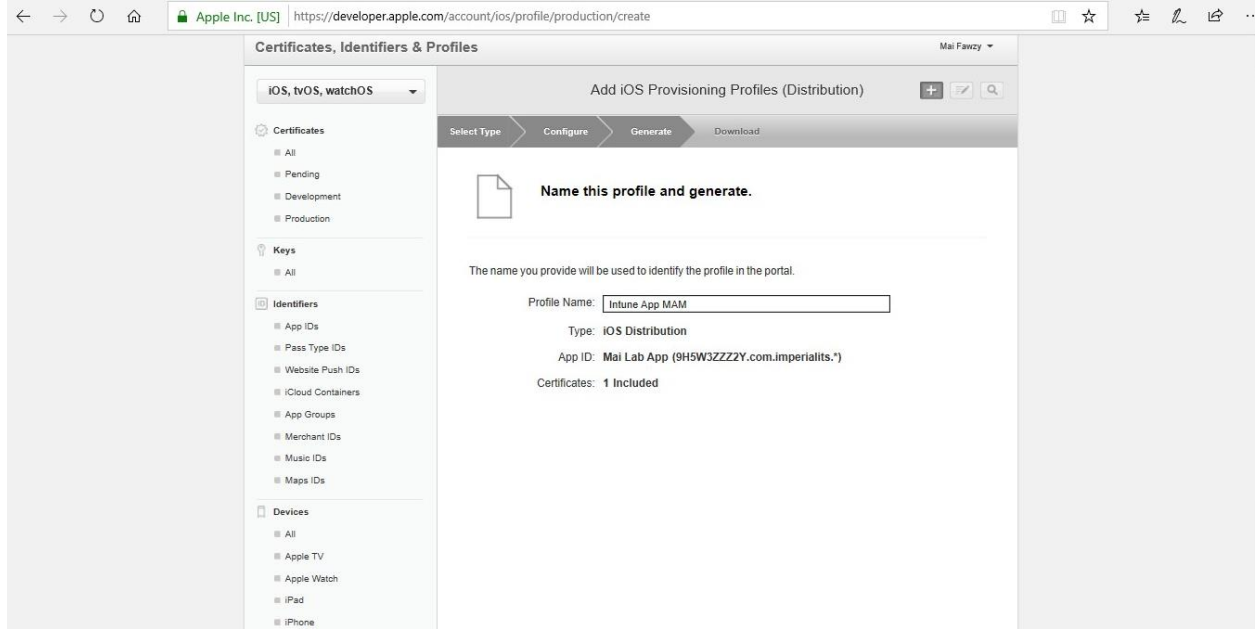 Apple Inc. [US]
https://developer.apple.com/account/ios/profile/production/create
Certificates, Identifiers & Profiles
Mai Fawzy
iOS, tvOS, watchOS
Certificates
All
Pending
Development
Production
Keys
All
Identifiers
App IDs
Pass Type IDs
Website Push IDs
iCloud Containers
App Groups
Merchant IDs
Music IDs
Maps IDs
Devices
All
Apple TV
Apple Watch
iPad
iPhone
Add iOS Provisioning Profiles (Distribution)
Select Type
Configure
Generate
Download
Name this profile and generate.
The name you provide will be used to identify the profile in the portal.
Profile Name: Intune App MAM
Type: iOS Distribution
App ID: Mai Lab App (9H5W3ZZZ2Y.com.imperialits.*)
Certificates: 1 Included